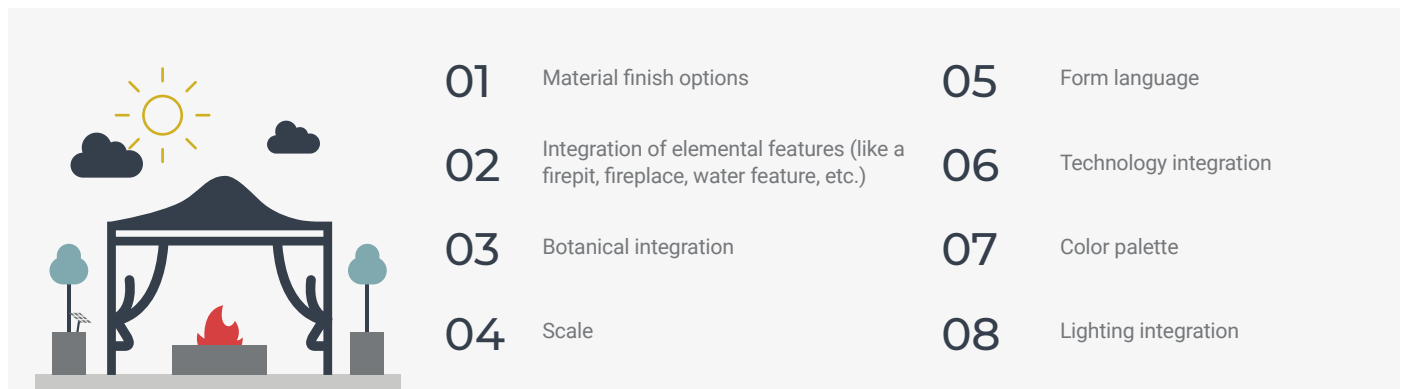 01 Material finish options
02 Integration of elemental features (like a
firepit, fireplace, water feature, etc.)
03 Botanical integration
04 Scale
05 Form language
06 Technology integration
07 Color palette
08 Lighting integration